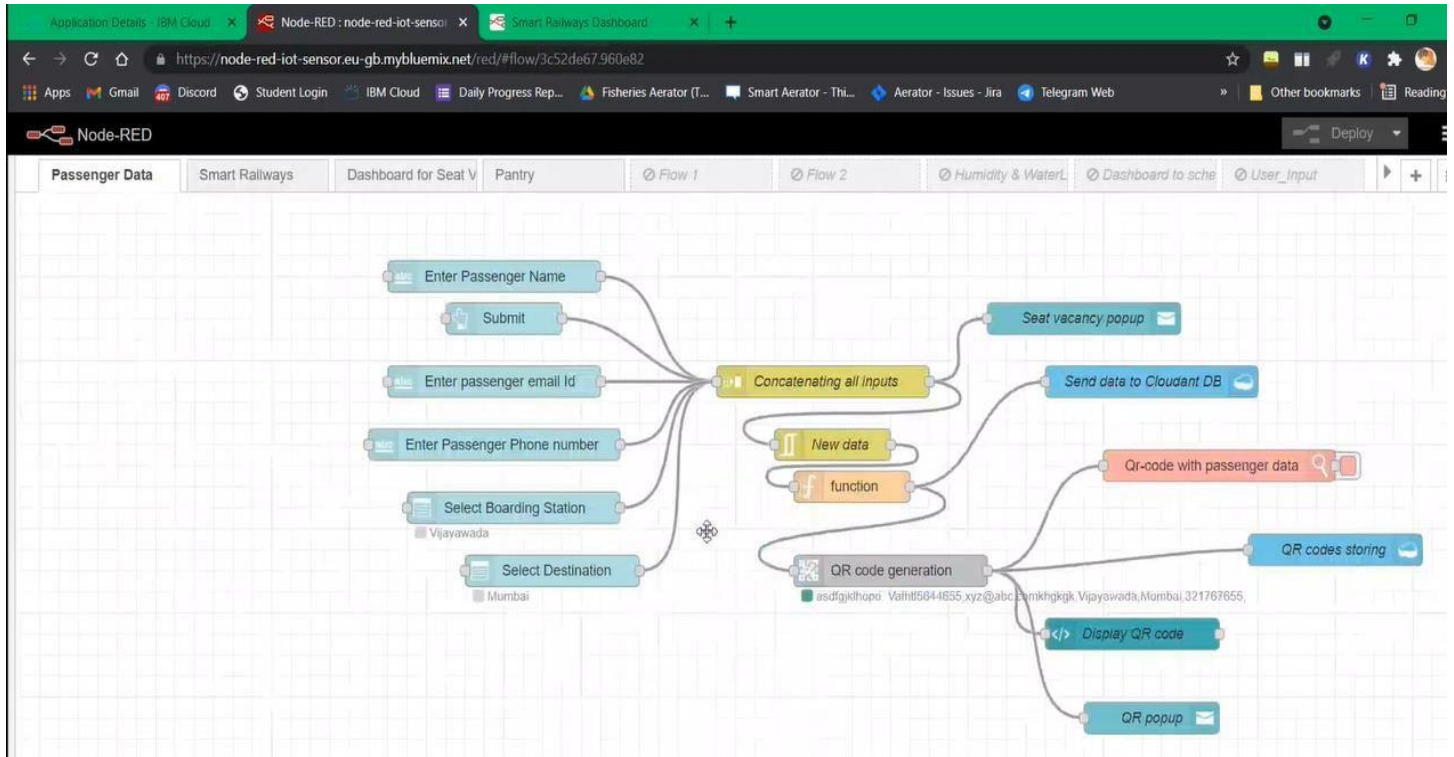 Application Details - IBM Cloud
Node-RED : node-red-iot-sensor
Smart Railways Dashboard
https://node-red-iot-sensor.eu-gb.mybluemix.net/red/#flow/3c52de67.960e82
Apps Gmail Discord Student Login IBM Cloud Daily Progress Rep... Fisheries Aerator (T... Smart Aerator - Thi... Aerator - Issues - Jira Telegram Web » Other bookmarks Reading
407
K
Node-RED
Deploy
Passenger Data Smart Railways Dashboard for Seat V Pantry Flow 1 Flow 2 Humidity & WaterL Dashboard to sche User_Input
Enter Passenger Name
Submit
Seat vacancy popup
Enter passenger email Id
Concatenating all inputs
Send data to Cloudant DB
Enter Passenger Phone number
New data
Qr-code with passenger data
function
Select Boarding Station
Vijayawada
QR codes storing
Select Destination
QR code generation
Mumbai
Vijayawada,Mumbai,321767655,
Display QR code
QR popup